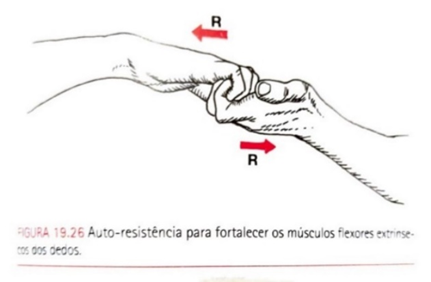 R
R
FIGURA 19.26 Auto-resistência para fortalecer os músculos flexores extrínse-
cos dos dedos.